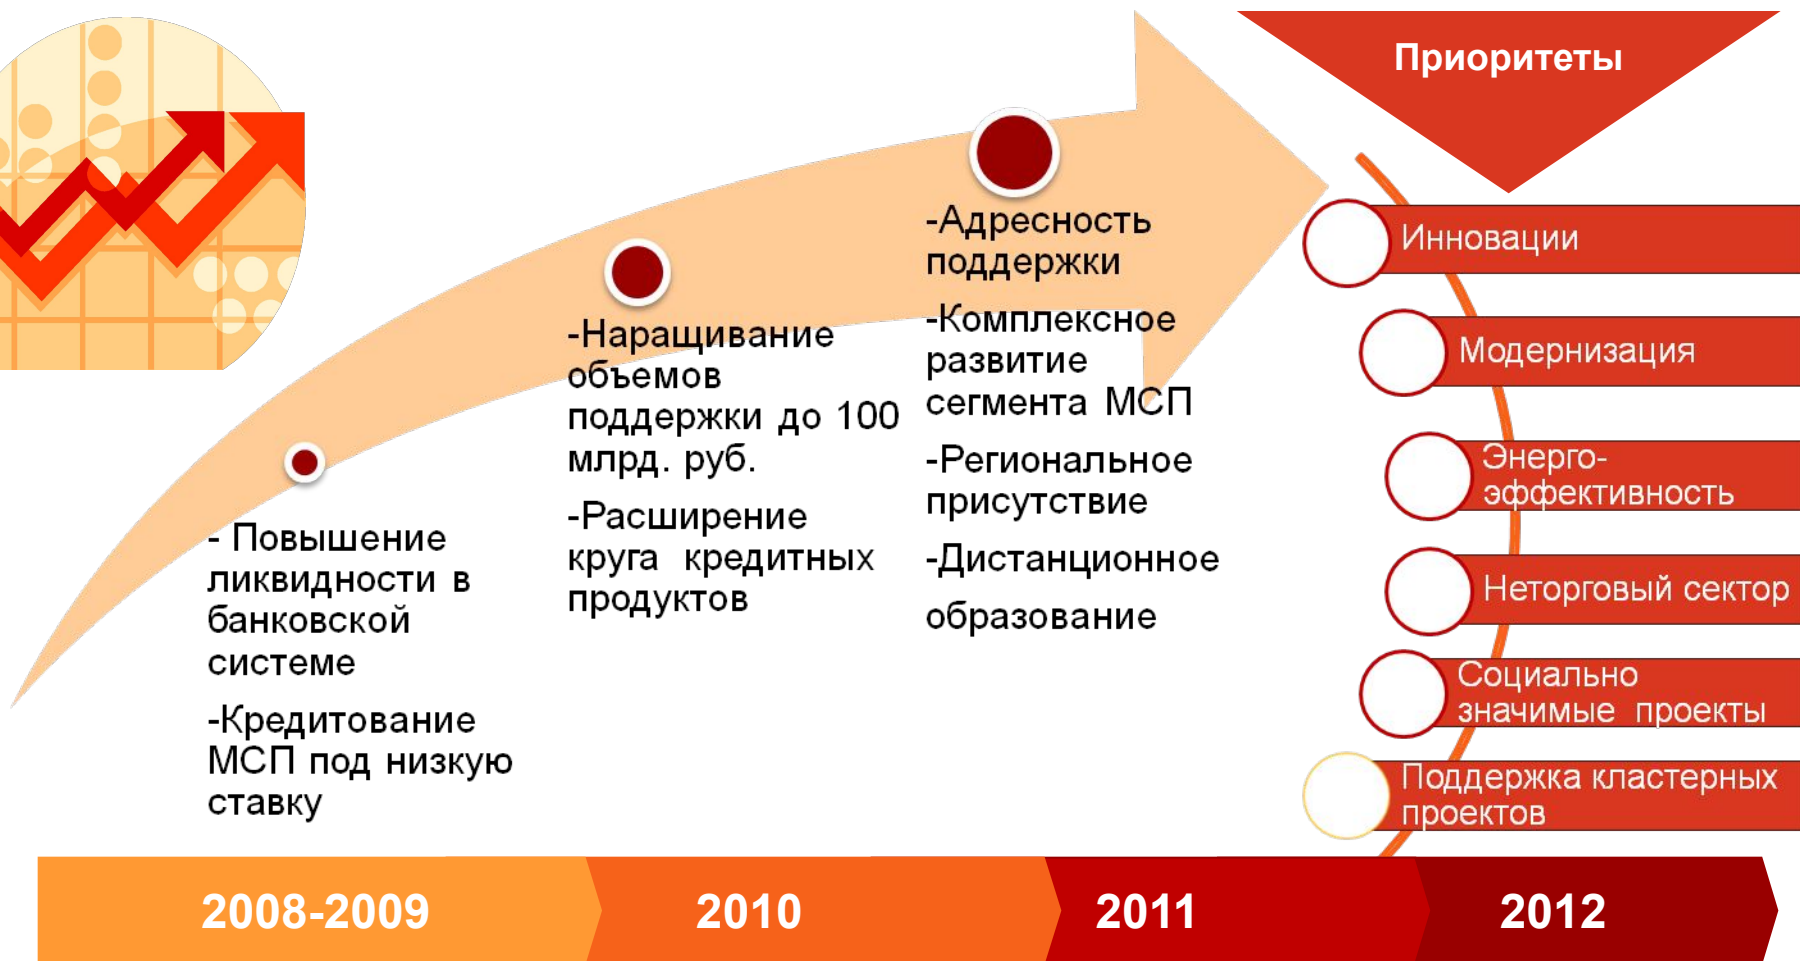 Приоритеты
- Повышение
ликвидности в
банковской
системе
-Кредитование
МСП под низкую
ставку
-Наращивание
объемов
поддержки до 100
млрд. руб.
-Расширение
круга кредитных
продуктов
-Адресность
поддержки
-Комплексное
развитие
сегмента МСП
-Региональное
присутствие
-Дистанционное
образование
Инновации
Модернизация
Энерго-
эффективность
Неторговый сектор
Социально
значимые проекты
Поддержка кластерных
проектов
2008-2009
2010
2011
2012